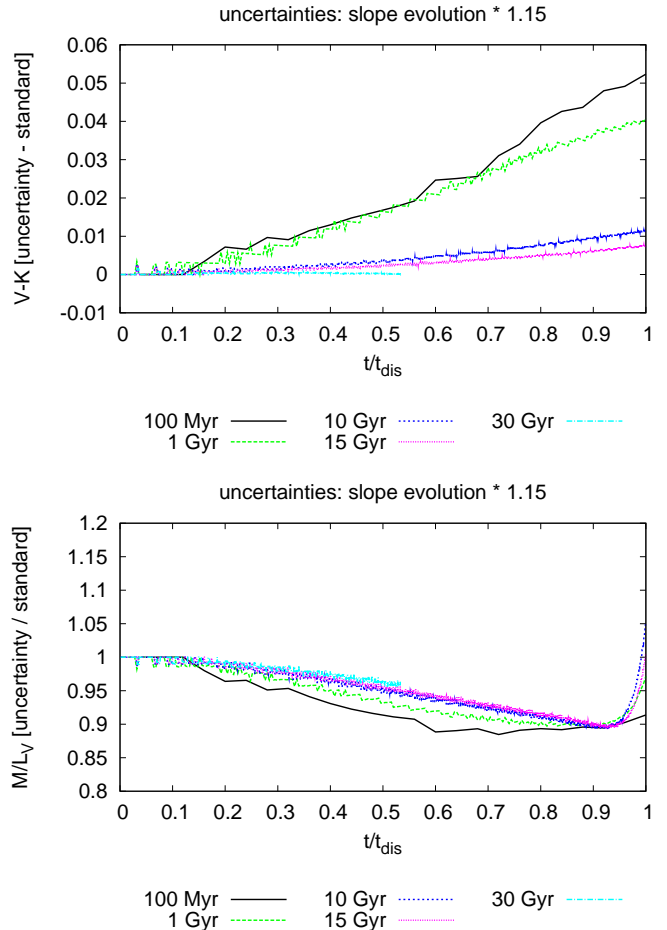 uncertainties: slope evolution * 1.15
0.06
0.05
0.04
0.03
0.02
0.01
0
-0.01
V-K [uncertainty - standard]
0 0.1 0.2 0.3 0.4 0.5 0.6 0.7 0.8 0.9 1
t/tdis
100 Myr 10 Gyr 30 Gyr
1 Gyr 15 Gyr
uncertainties: slope evolution * 1.15
1.2
1.15
1.1
1.05
1
0.95
0.9
0.85
0.8
M/LV [uncertainty / standard]
0 0.1 0.2 0.3 0.4 0.5 0.6 0.7 0.8 0.9 1
t/tdis
100 Myr 10 Gyr 30 Gyr
1 Gyr 15 Gyr